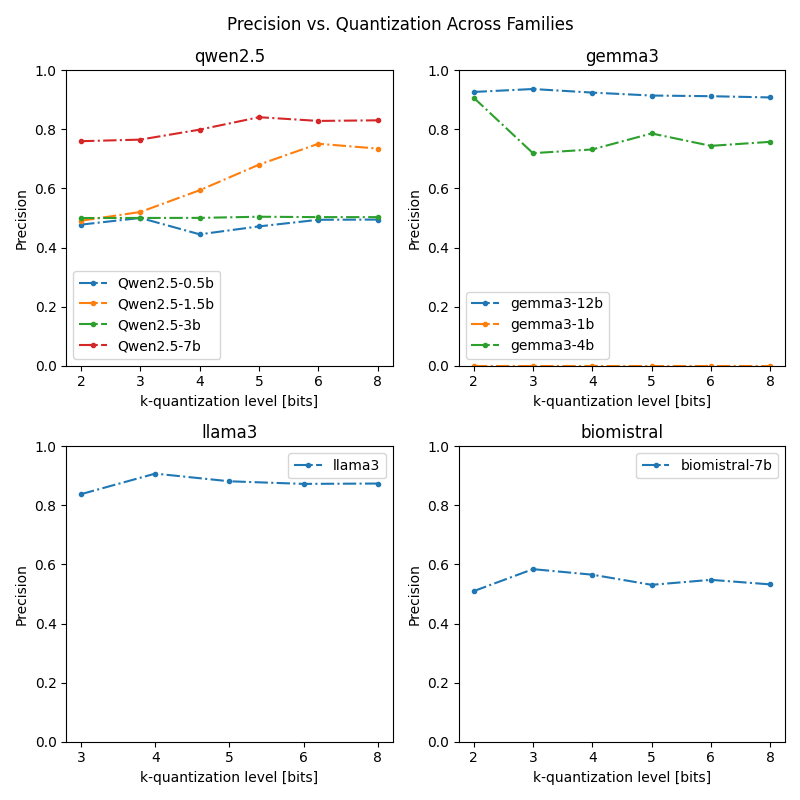 Precision vs. Quantization Across Families
qwen2.5
1.0
0.8
0.6
0.4
0.2
0.0
Precision
Qwen2.5-0.5b
Qwen2.5-1.5b
Qwen2.5-3b
Qwen2.5-7b
2 3 4 5 6 8
k-quantization level [bits]
gemma3
1.0
0.8
0.6
0.4
0.2
0.0
Precision
gemma3-12b
gemma3-1b
gemma3-4b
2 3 4 5 6 8
k-quantization level [bits]
llama3
1.0
0.8
0.6
0.4
0.2
0.0
Precision
llama3
3 4 5 6 8
k-quantization level [bits]
biomistral
1.0
0.8
0.6
0.4
0.2
0.0
Precision
biomistral-7b
2 3 4 5 6 8
k-quantization level [bits]